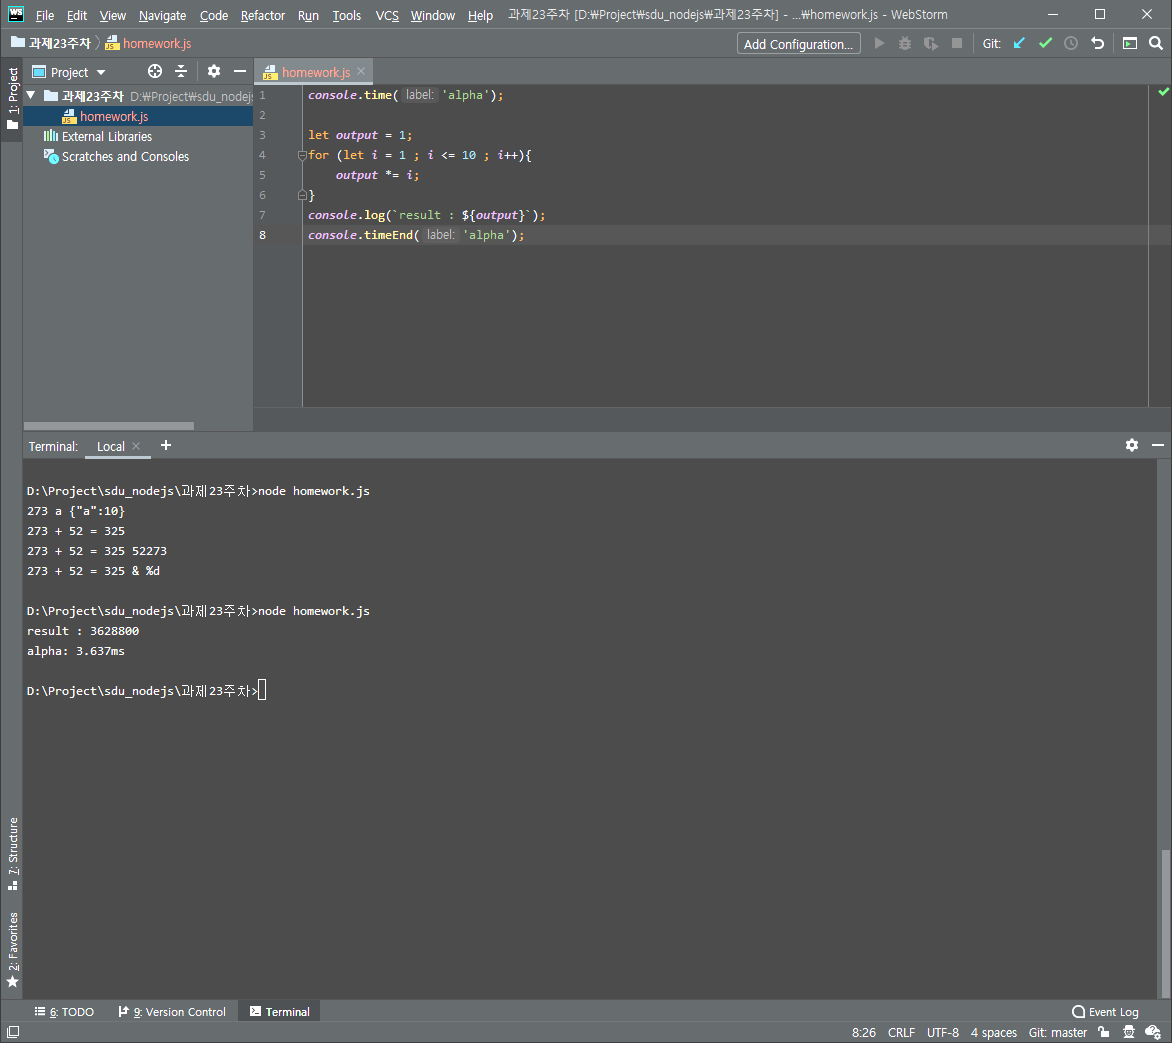 WS File Edit View Navigate Code Refactor Run Tools VCS Window Help 과제23주차 [D:₩Project₩sdu_nodejs₩과제23주차] - ...₩homework.js - WebStorm
과제23주차 homework.js Add Configuration... Git:
1: Project
Project
과제23주차 D:₩Project₩sdu_nodejs
homework.js
External Libraries
Scratches and Consoles
homework.js
1 console.time( label: 'alpha');
2
3 let output = 1;
4 for (let i = 1 ; i <= 10 ; i++){
5 output *= i;
6 }
7 console.log(`result : ${output}`);
8 console.timeEnd( label: 'alpha');
Terminal: Local +
D:\Project\sdu_nodejs\과제23주차>node homework.js
273 a {"a":10}
273 + 52 = 325
273 + 52 = 325 52273
273 + 52 = 325 & %d
D:\Project\sdu_nodejs\과제23주차>node homework.js
result : 3628800
alpha: 3.637ms
D:\Project\sdu_nodejs\과제23주차>
7: Structure
2: Favorites
6: TODO 9: Version Control Terminal Event Log
8:26 CRLF UTF-8 4 spaces Git: master